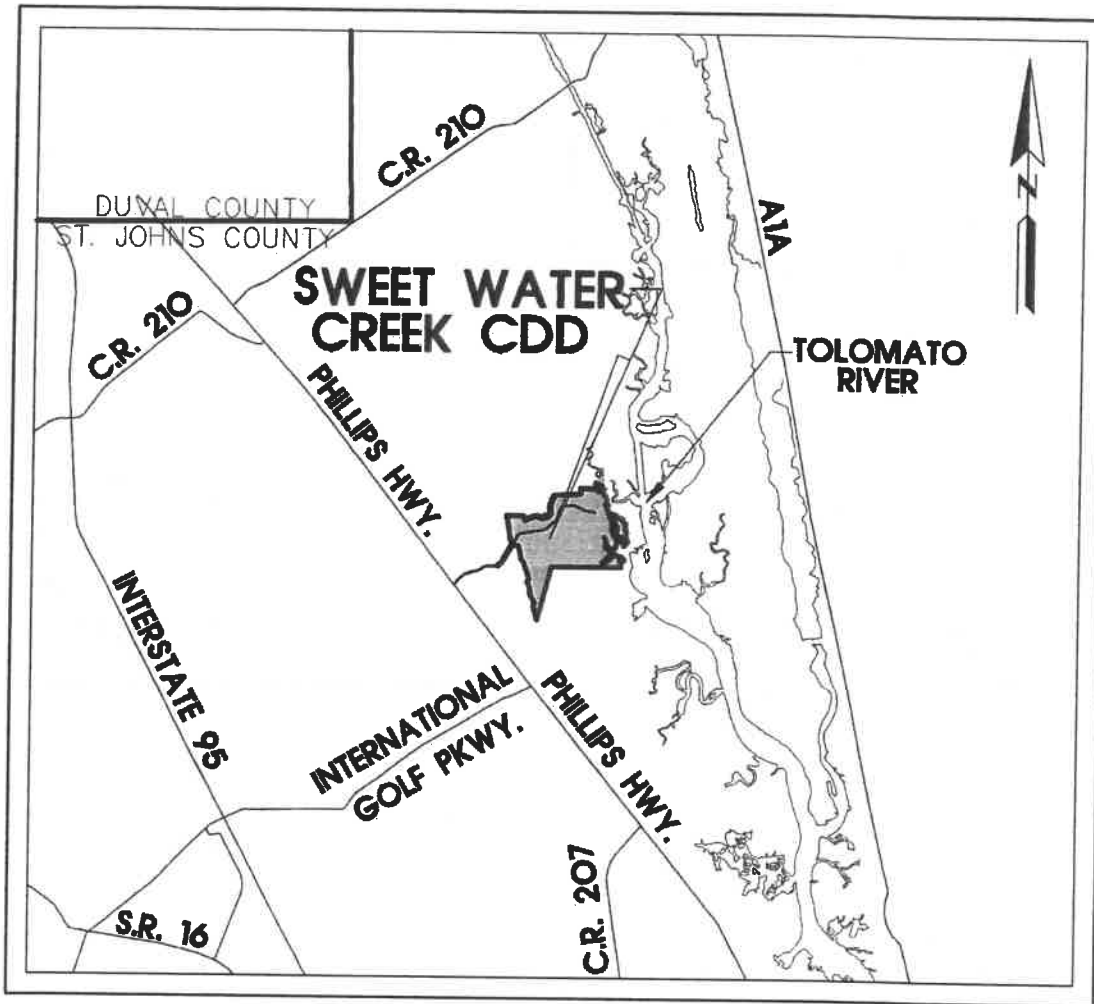 C.R. 210
DUVAL COUNTY
ST. JOHNS COUNTY
A1A
N
SWEET WATER
CREEK CDD
C.R. 210
TOLOMATO
RIVER
PHILLIPS HWY.
INTERSTATE 95
INTERNATIONAL
GOLF PKWY.
PHILLIPS HWY.
C.R. 207
S.R. 16